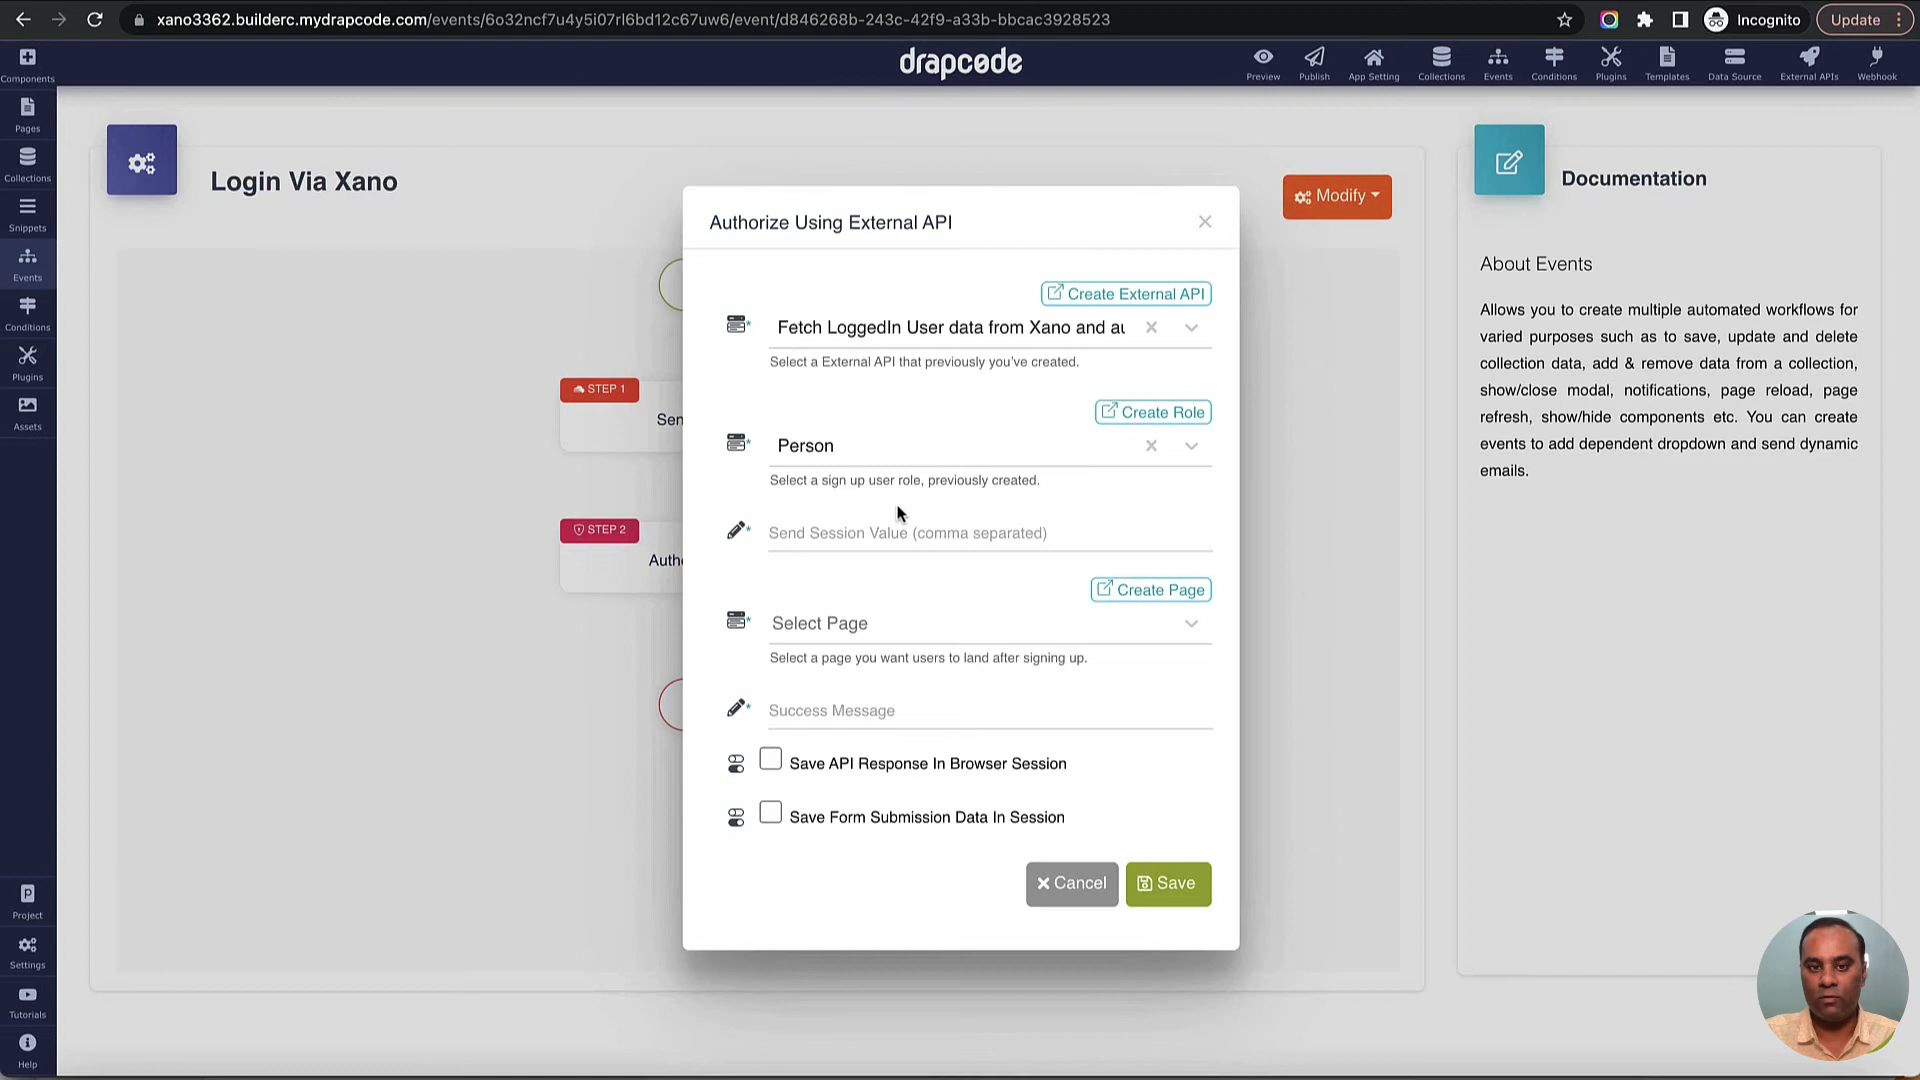 xano3362.builderc.mydrapcode.com/events/6o32ncf7u4y5i07rl6bd12c67uw6/event/d846268b-243c-42f9-a33b-bbcac3928523
Incognito
Update
Components
drapcode
Preview
Publish
App Setting
Collections
Events
Conditions
Plugins
Templates
Data Source
External APIs
Webhook
Pages
Collections
Snippets
Events
Conditions
Plugins
Assets
Project
Settings
Tutorials
Help
Login Via Xano
Modify
STEP 1
Sen
STEP 2
Autho
Authorize Using External API
Create External API
Fetch LoggedIn User data from Xano and au
Select a External API that previously you've created.
Create Role
Person
Select a sign up user role, previously created.
Send Session Value (comma separated)
Create Page
Select Page
Select a page you want users to land after signing up.
Success Message
Save API Response In Browser Session
Save Form Submission Data In Session
Cancel
Save
Documentation
About Events
Allows you to create multiple automated workflows for
varied purposes such as to save, update and delete
collection data, add & remove data from a collection,
show/close modal, notifications, page reload, page
refresh, show/hide components etc. You can create
events to add dependent dropdown and send dynamic
emails.